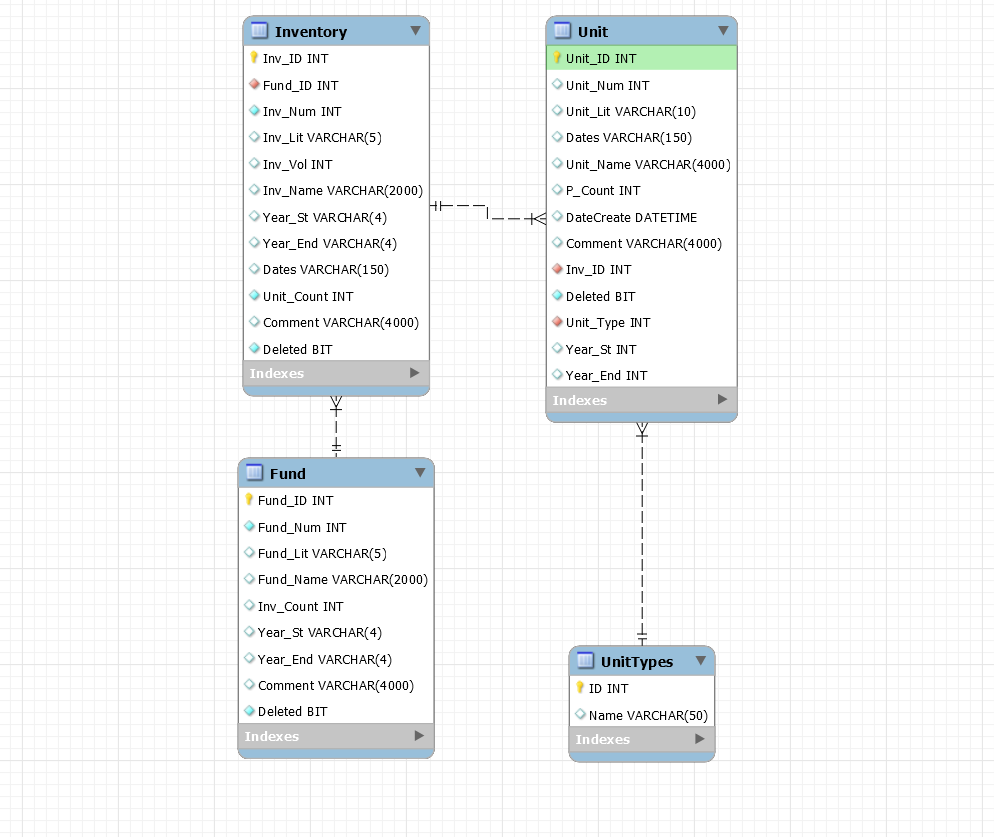 Inventory
Inv_ID INT
Fund_ID INT
Inv_Num INT
Inv_Lit VARCHAR(5)
Inv_Vol INT
Inv_Name VARCHAR(2000)
Year_St VARCHAR(4)
Year_End VARCHAR(4)
Dates VARCHAR(150)
Unit_Count INT
Comment VARCHAR(4000)
Deleted BIT
Indexes
Unit
Unit_ID INT
Unit_Num INT
Unit_Lit VARCHAR(10)
Dates VARCHAR(150)
Unit_Name VARCHAR(4000)
P_Count INT
DateCreate DATETIME
Comment VARCHAR(4000)
Inv_ID INT
Deleted BIT
Unit_Type INT
Year_St INT
Year_End INT
Indexes
Fund
Fund_ID INT
Fund_Num INT
Fund_Lit VARCHAR(5)
Fund_Name VARCHAR(2000)
Inv_Count INT
Year_St VARCHAR(4)
Year_End VARCHAR(4)
Comment VARCHAR(4000)
Deleted BIT
Indexes
UnitTypes
ID INT
Name VARCHAR(50)
Indexes